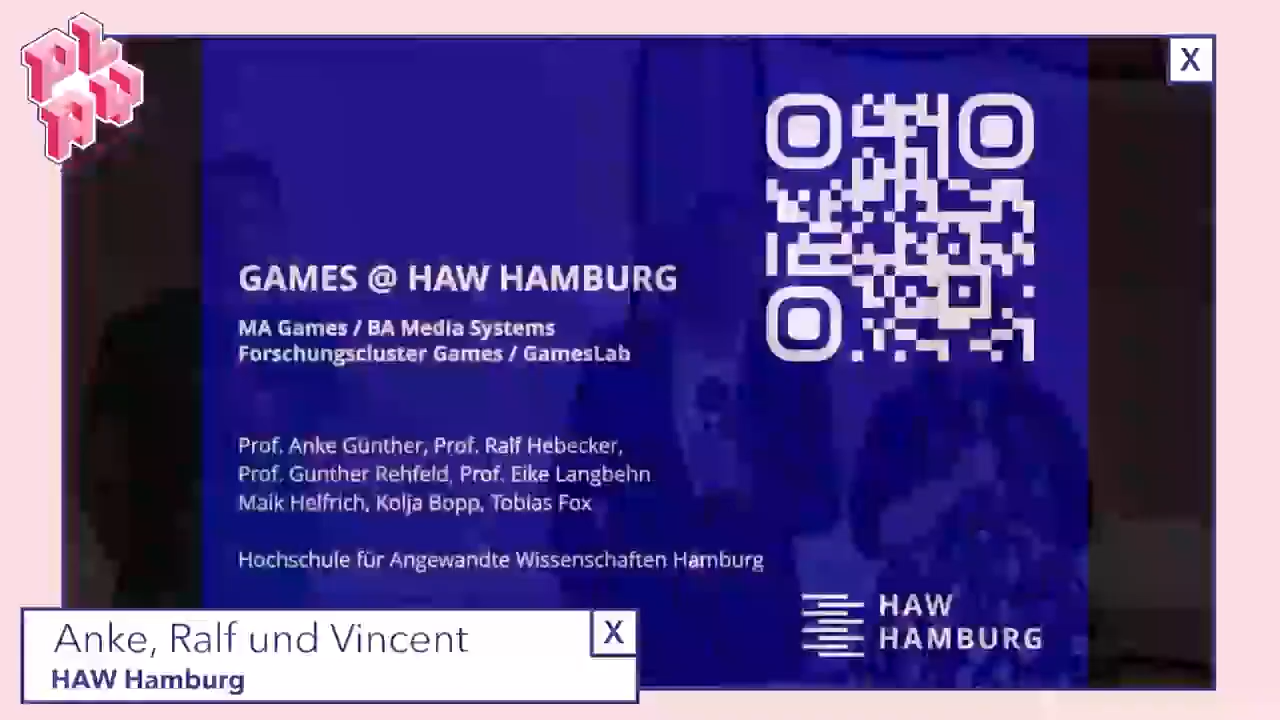 PLAY
X
GAMES @ HAW HAMBURG
MA Games / BA Media Systems
Forschungscluster Games / GamesLab
Prof. Anke Günther, Prof. Ralf Hebecker,
Prof. Gunther Rehfeld, Prof. Eike Langbehn
Maik Helfrich, Kolja Bopp, Tobias Fox
Hochschule für Angewandte Wissenschaften Hamburg
HAW
HAMBURG
Anke, Ralf und Vincent
X
HAW Hamburg